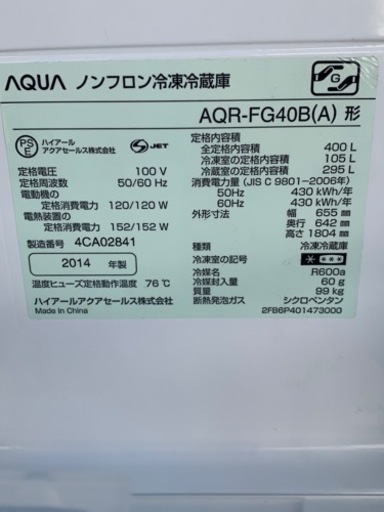 AQUA ノンフロン冷凍冷蔵庫
AQR-FG40B(A) 形
PS E ハイアール アクアセールス株式会社 S JET
定格電圧 100 V
定格周波数 50/60 Hz
電動機の
定格消費電力 120/120 W
電熱装置の
定格消費電力 152/152 W
製造番号 4CA02841
2014 年製
温度ヒューズ定格動作温度 76℃
ハイアールアクアセールス株式会社
Made in China
G
定格内容積
全定格内容積 400 L
冷凍室の定格内容積 105 L
冷蔵室の定格内容積 295 L
消費電力量 (JIS C 9801-2006年)
50Hz 430 kWh/年
60Hz 430 kWh/年
外形寸法 幅 655 mm
奥行 642 mm
高さ 1804 mm
種類 冷凍冷蔵庫
冷凍室の記号
冷媒名 R600a
冷媒封入量 60 g
質量 99 kg
断熱発泡ガス シクロペンタン
2FB6P401473000